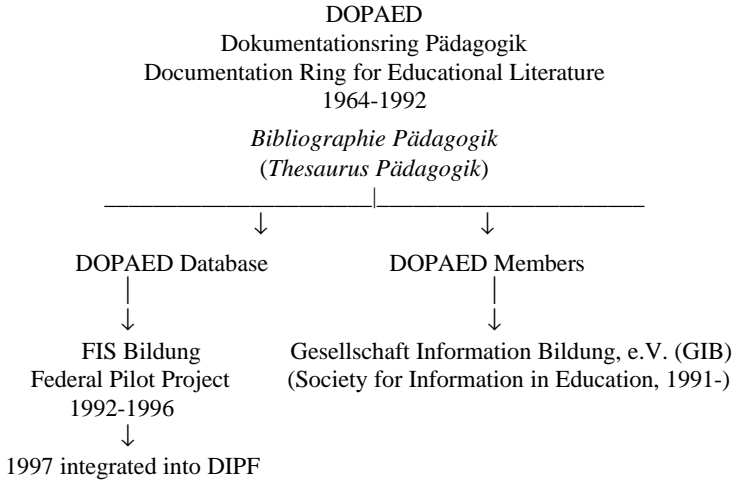 DOPAED
Dokumentationsring Pädagogik
Documentation Ring for Educational Literature
1964-1992
Bibliographie Pädagogik
(Thesaurus Pädagogik)
DOPAED Database
DOPAED Members
FIS Bildung
Federal Pilot Project
1992-1996
Gesellschaft Information Bildung, e.V. (GIB)
(Society for Information in Education, 1991-)
1997 integrated into DIPF